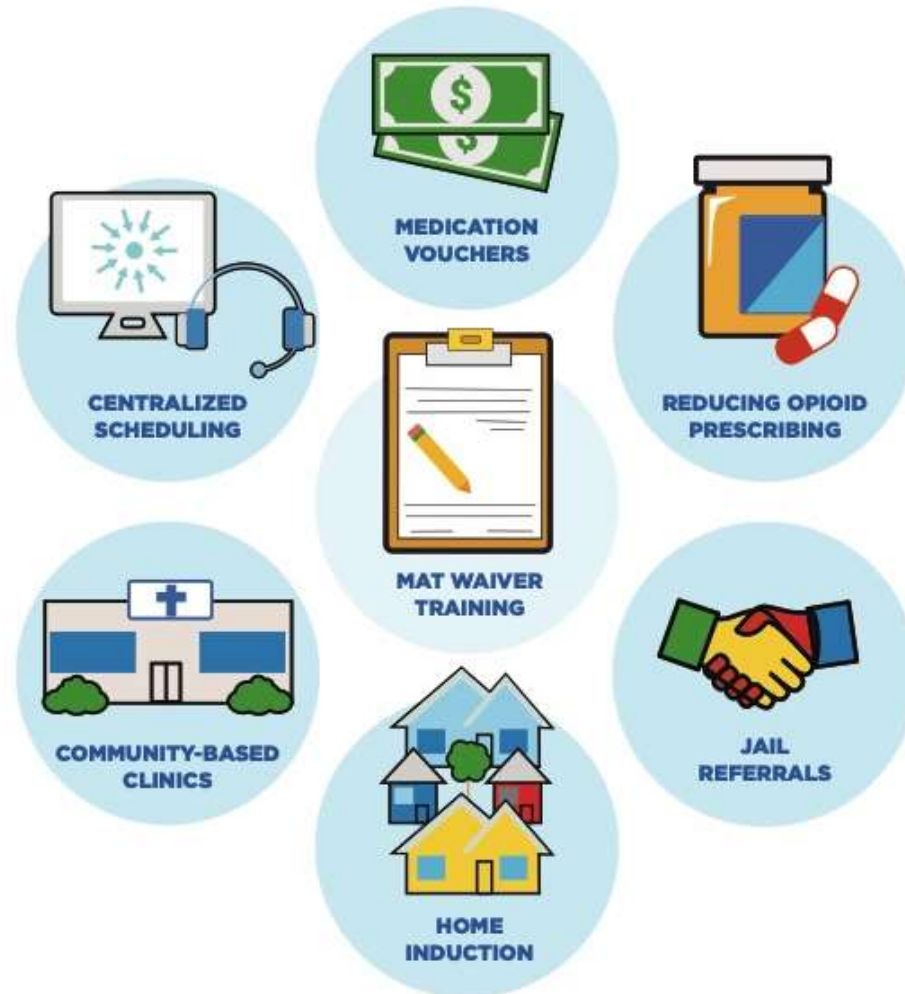 $
$
MEDICATION
VOUCHERS
CENTRALIZED
SCHEDULING
REDUCING OPIOID
PRESCRIBING
MAT WAIVER
TRAINING
COMMUNITY-BASED
CLINICS
JAIL
REFERRALS
HOME
INDUCTION